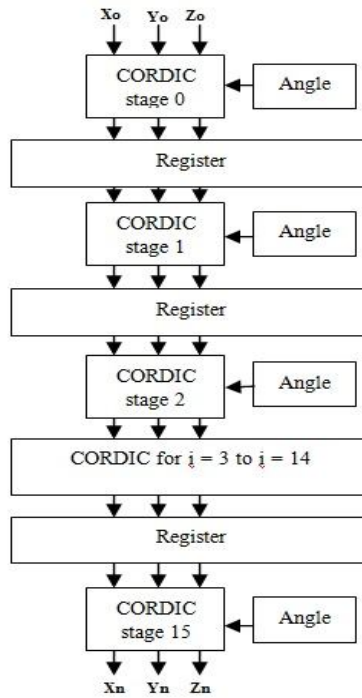 Xo Yo Zo
CORDIC
stage 0
Angle
Register
CORDIC
stage 1
Angle
Register
CORDIC
stage 2
Angle
CORDIC for i = 3 to i = 14
Register
CORDIC
stage 15
Angle
Xn Yn Zn